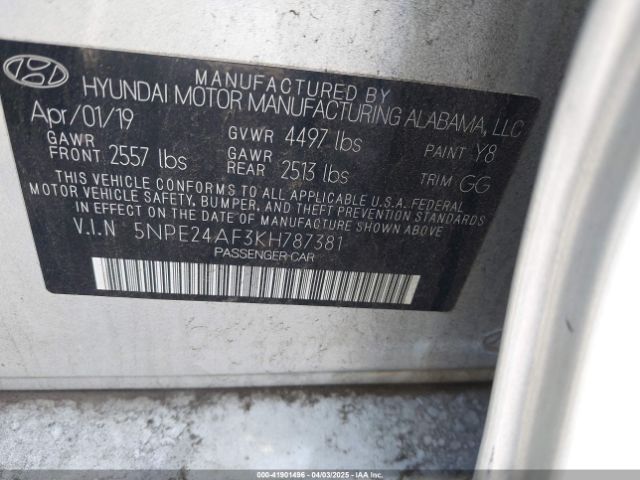 MANUFACTURED BY
HYUNDAI MOTOR MANUFACTURING ALABAMA, LLC
Apr/01/19
GAWR FRONT 2557 lbs
GVWR 4497 lbs
GAWR REAR 2513 lbs
PAINT Y8
TRIM GG
THIS VEHICLE CONFORMS TO ALL APPLICABLE U.S.A. FEDERAL
MOTOR VEHICLE SAFETY, BUMPER, AND THEFT PREVENTION STANDARDS
IN EFFECT ON THE DATE OF MANUFACTURE SHOWN ABOVE.
V.I.N 5NPE24AF3KH787381
PASSENGER-CAR
000-41901496 - 04/03/2025 - IAAI.COM